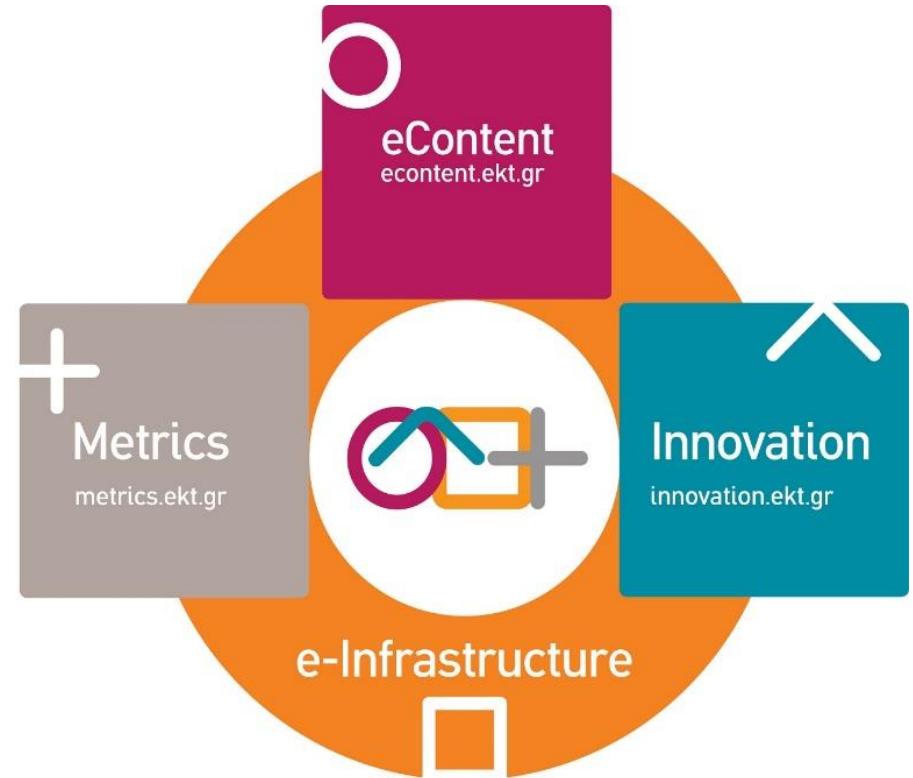 eContent
econtent.ekt.gr
Metrics
metrics.ekt.gr
Innovation
innovation.ekt.gr
e-Infrastructure